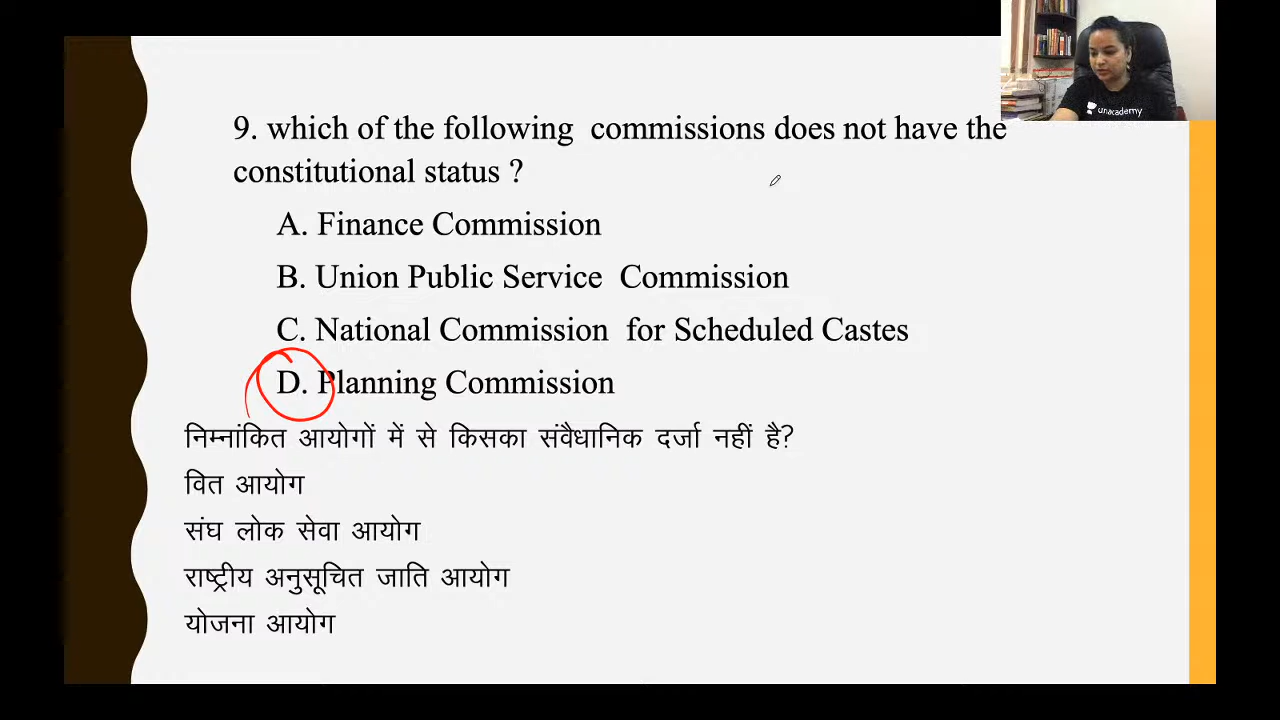 unacademy
9. which of the following commissions does not have the
constitutional status ?
A. Finance Commission
B. Union Public Service Commission
C. National Commission for Scheduled Castes
D. Planning Commission
निम्नांकित आयोगों में से किसका संवैधानिक दर्जा नहीं है?
वित आयोग
संघ लोक सेवा आयोग
राष्ट्रीय अनुसूचित जाति आयोग
योजना आयोग